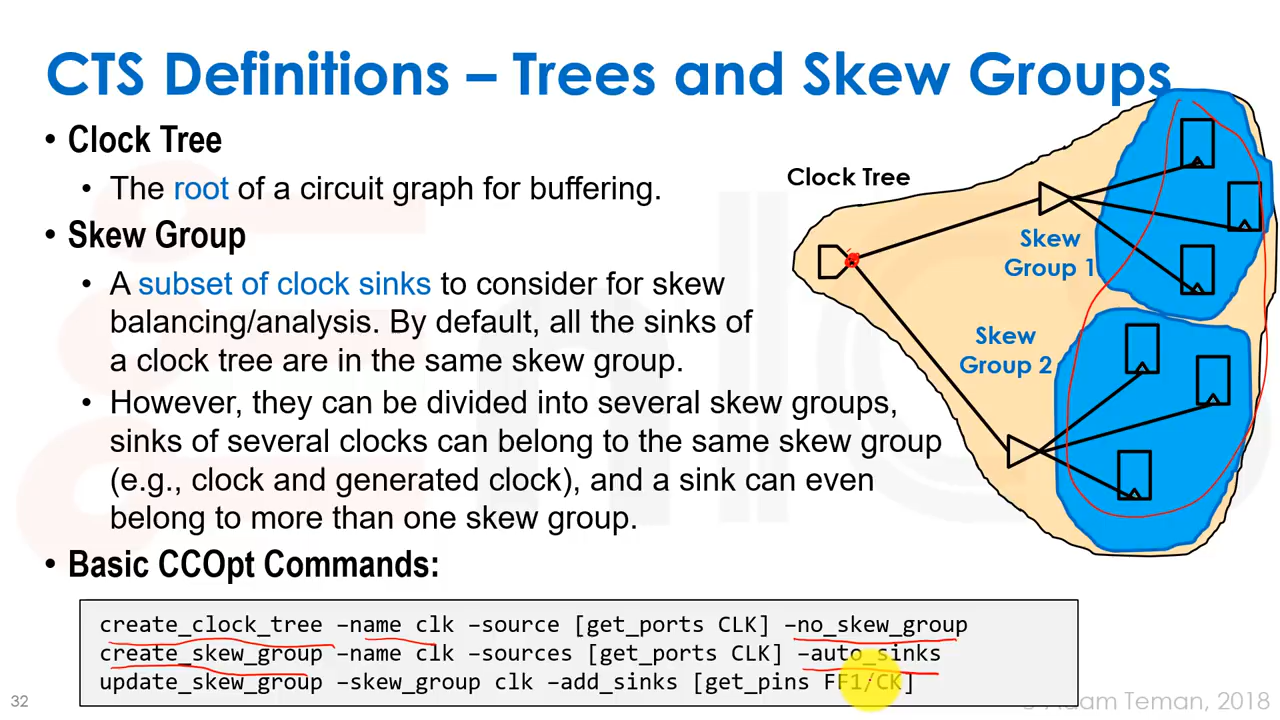 CTS Definitions – Trees and Skew Groups
• Clock Tree
• The root of a circuit graph for buffering.
• Skew Group
• A subset of clock sinks to consider for skew
balancing/analysis. By default, all the sinks of
a clock tree are in the same skew group.
• However, they can be divided into several skew groups,
sinks of several clocks can belong to the same skew group
(e.g., clock and generated clock), and a sink can even
belong to more than one skew group.
• Basic CCOpt Commands:
create_clock_tree –name clk –source [get_ports CLK] –no_skew_group
create_skew_group –name clk –sources [get_ports CLK] –auto_sinks
update_skew_group –skew_group clk –add_sinks [get_pins FF1/CK]
Clock Tree
Skew
Group 1
Skew
Group 2
32
Adam Teman, 2018